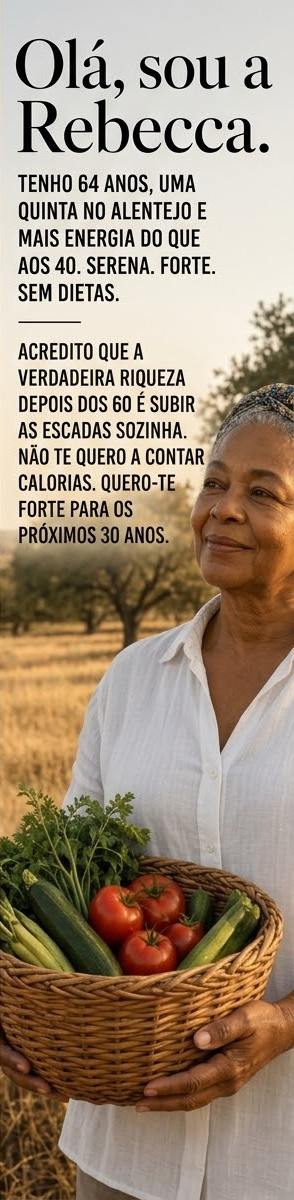 Olá, sou a
Rebecca.
TENHO 64 ANOS, UMA
QUINTA NO ALENTEJO E
MAIS ENERGIA DO QUE
AOS 40. SERENA. FORTE.
SEM DIETAS.
ACREDITO QUE A
VERDADEIRA RIQUEZA
DEPOIS DOS 60 É SUBIR
AS ESCADAS SOZINHA.
NÃO TE QUERO A CONTAR
CALORIAS. QUERO-TE
FORTE PARA OS
PRÓXIMOS 30 ANOS.